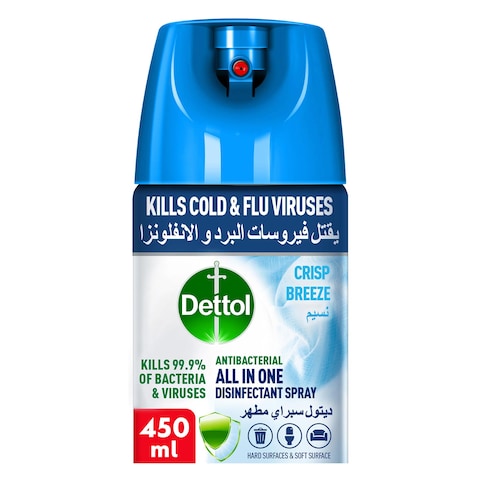 KILLS COLD & FLU VIRUSES
يقتل فيروسات البرد و الانفلونزا
CRISP
BREEZE
نسيم
Dettol
KILLS 99.9%
OF BACTERIA
& VIRUSES
ANTIBACTERIAL
ALL IN ONE
DISINFECTANT SPRAY
ديتول سبراي مطهر
450
ml
HARD SURFACES & SOFT SURFACE